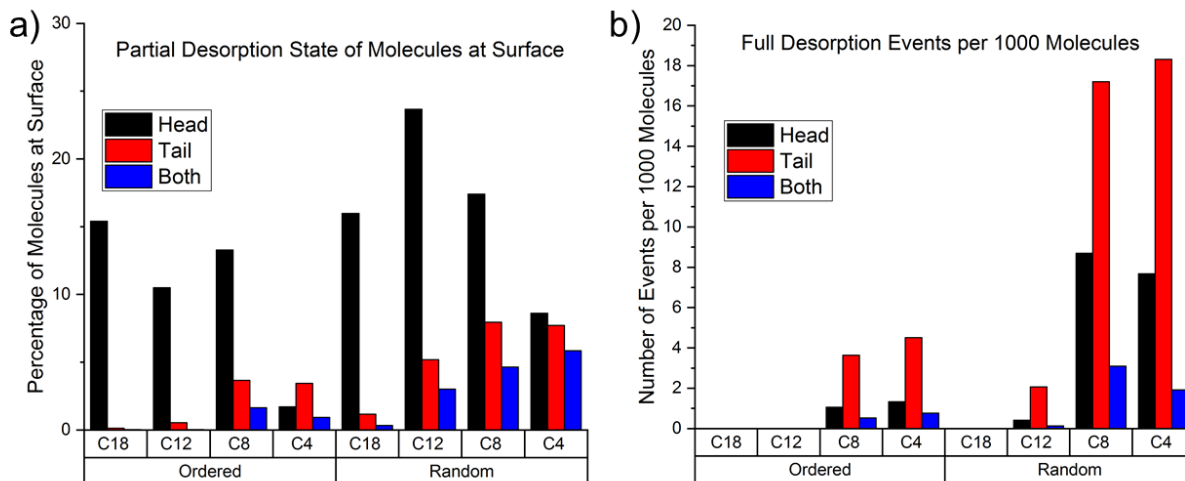 a)
Partial Desorption State of Molecules at Surface
Percentage of Molecules at Surface
30
20
10
0
Head
Tail
Both
C18 C12 C8 C4 C18 C12 C8 C4
Ordered Random
b)
Full Desorption Events per 1000 Molecules
Number of Events per 1000 Molecules
20
18
16
14
12
10
8
6
4
2
0
Head
Tail
Both
C18 C12 C8 C4 C18 C12 C8 C4
Ordered Random